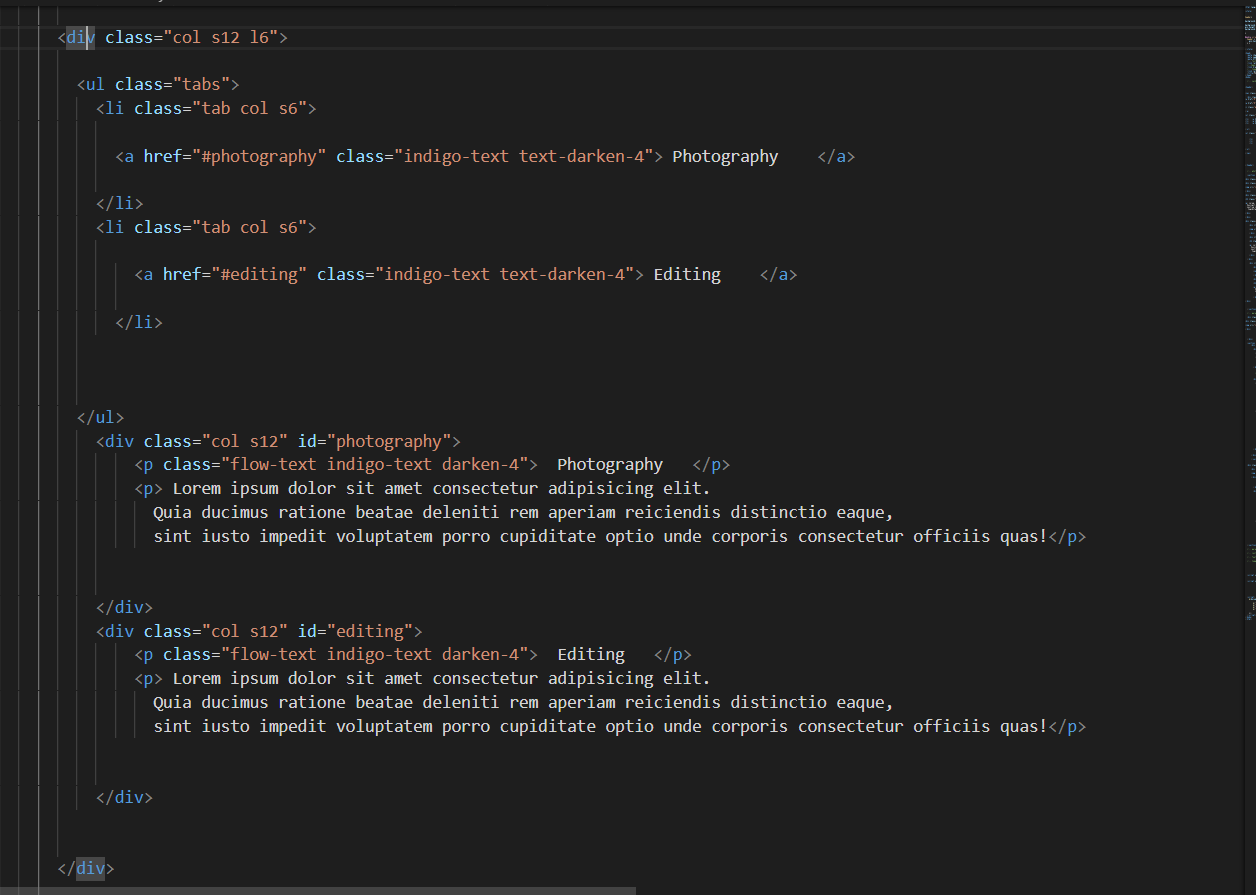 <div class="col s12 l6">
<ul class="tabs">
<li class="tab col s6">
<a href="#photography" class="indigo-text text-darken-4"> Photography    </a>
</li>
<li class="tab col s6">
<a href="#editing" class="indigo-text text-darken-4"> Editing    </a>
</li>
</ul>
<div class="col s12" id="photography">
<p class="flow-text indigo-text darken-4">  Photography   </p>
<p> Lorem ipsum dolor sit amet consectetur adipisicing elit.
Quia ducimus ratione beatae deleniti rem aperiam reiciendis distinctio eaque,
sint iusto impedit voluptatem porro cupiditate optio unde corporis consectetur officiis quas!</p>
</div>
<div class="col s12" id="editing">
<p class="flow-text indigo-text darken-4">  Editing   </p>
<p> Lorem ipsum dolor sit amet consectetur adipisicing elit.
Quia ducimus ratione beatae deleniti rem aperiam reiciendis distinctio eaque,
sint iusto impedit voluptatem porro cupiditate optio unde corporis consectetur officiis quas!</p>
</div>
</div>